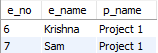 e_no e_name p_name
6 Krishna Project 1
7 Sam Project 1